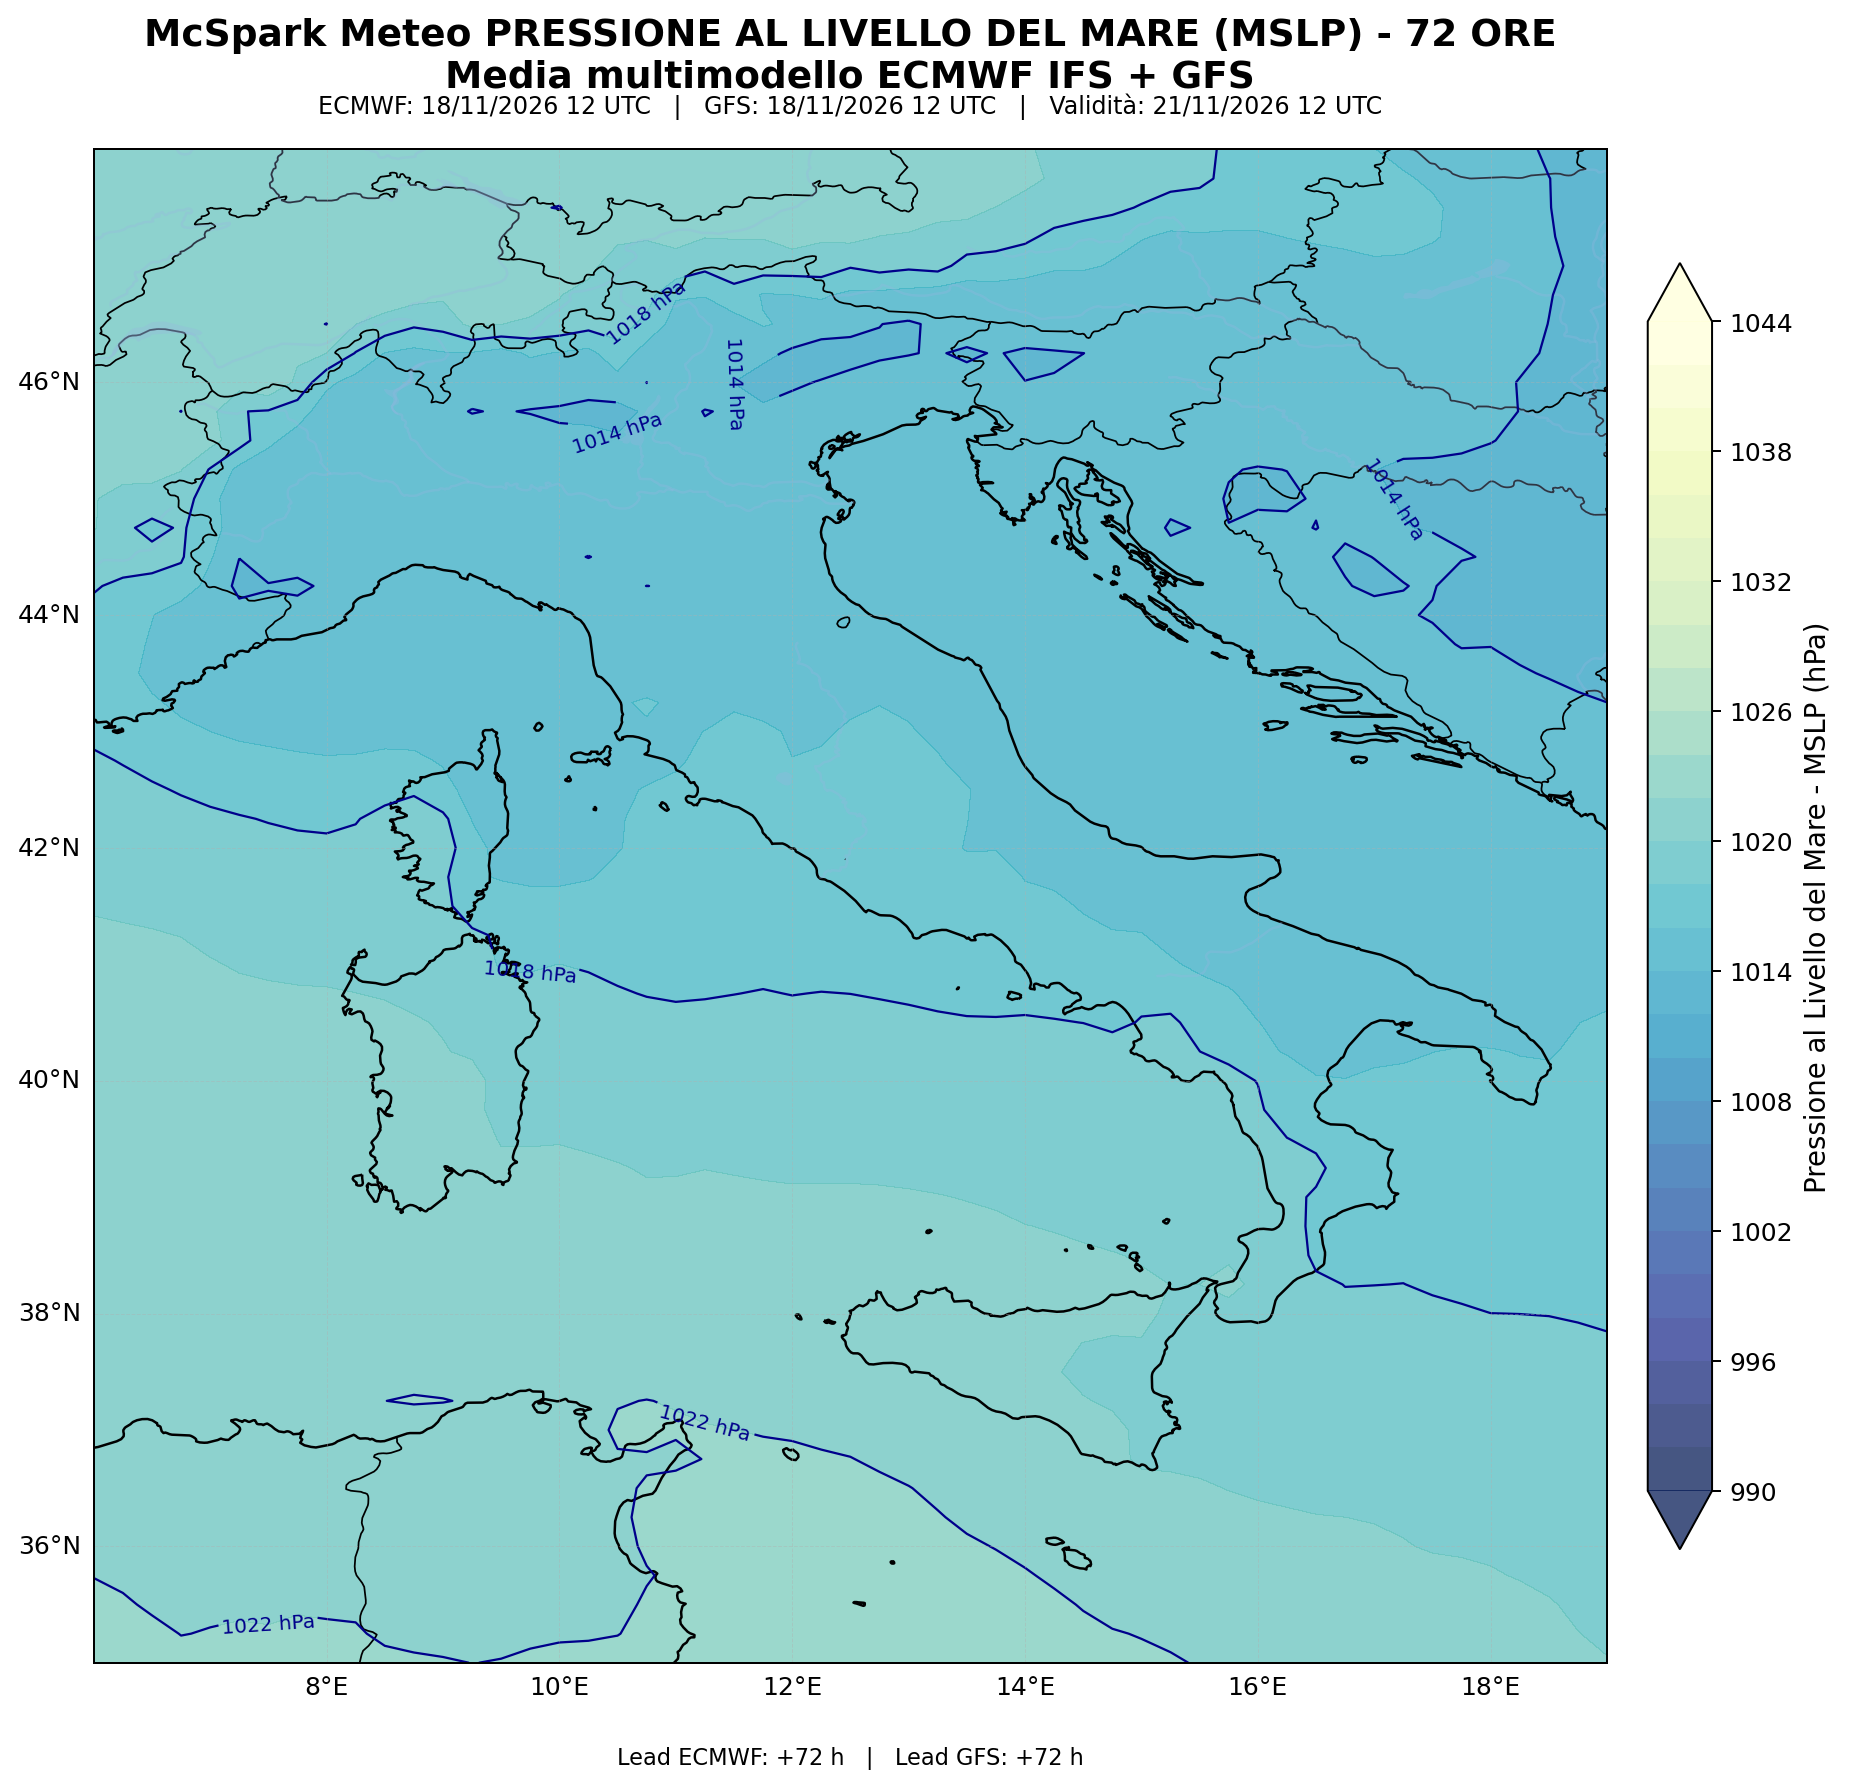 McSpark Meteo PRESSIONE AL LIVELLO DEL MARE (MSLP) - 72 ORE
Media multimodello ECMWF IFS + GFS
ECMWF: 18/11/2026 12 UTC | GFS: 18/11/2026 12 UTC | Validità: 21/11/2026 12 UTC
1018 hPa
1014 hPa
1014 hPa
1014 hPa
1018 hPa
1022 hPa
1022 hPa
46°N
44°N
42°N
40°N
38°N
36°N
8°E
10°E
12°E
14°E
16°E
18°E
1044
1038
1032
1026
1020
1014
1008
1002
996
990
Pressione al Livello del Mare - MSLP (hPa)
Lead ECMWF: +72 h | Lead GFS: +72 h